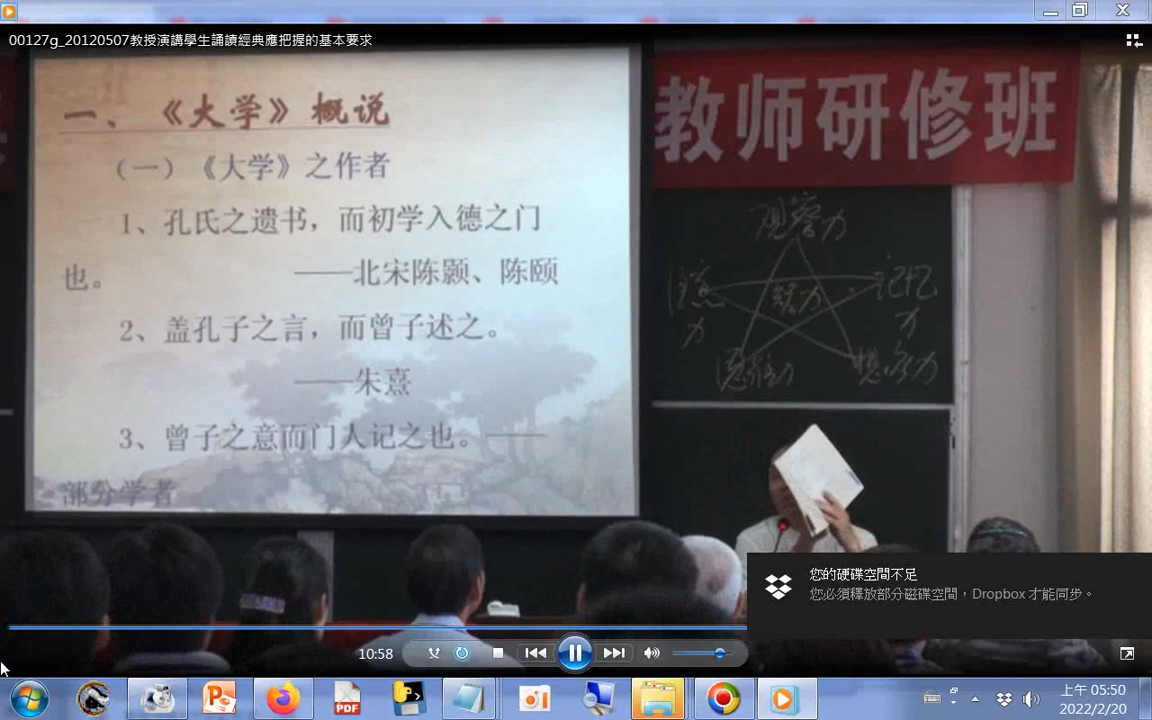 00127g_20120507教授演講學生誦讀經典應把握的基本要求
一、《大学》概说
（一）《大学》之作者
1、孔氏之遗书，而初学入德之门
也。 ——北宋陈颢、陈颐
2、盖孔子之言，而曾子述之。
——朱熹
3、曾子之意而门人记之也。——
部分学者
教师研修班
观察力
注意
力
记忆
力
思维力
想象力
您的硬碟空間不足
您必須釋放部分磁碟空間，Dropbox 才能同步。
10:58
PDF
上午 05:50
2022/2/20